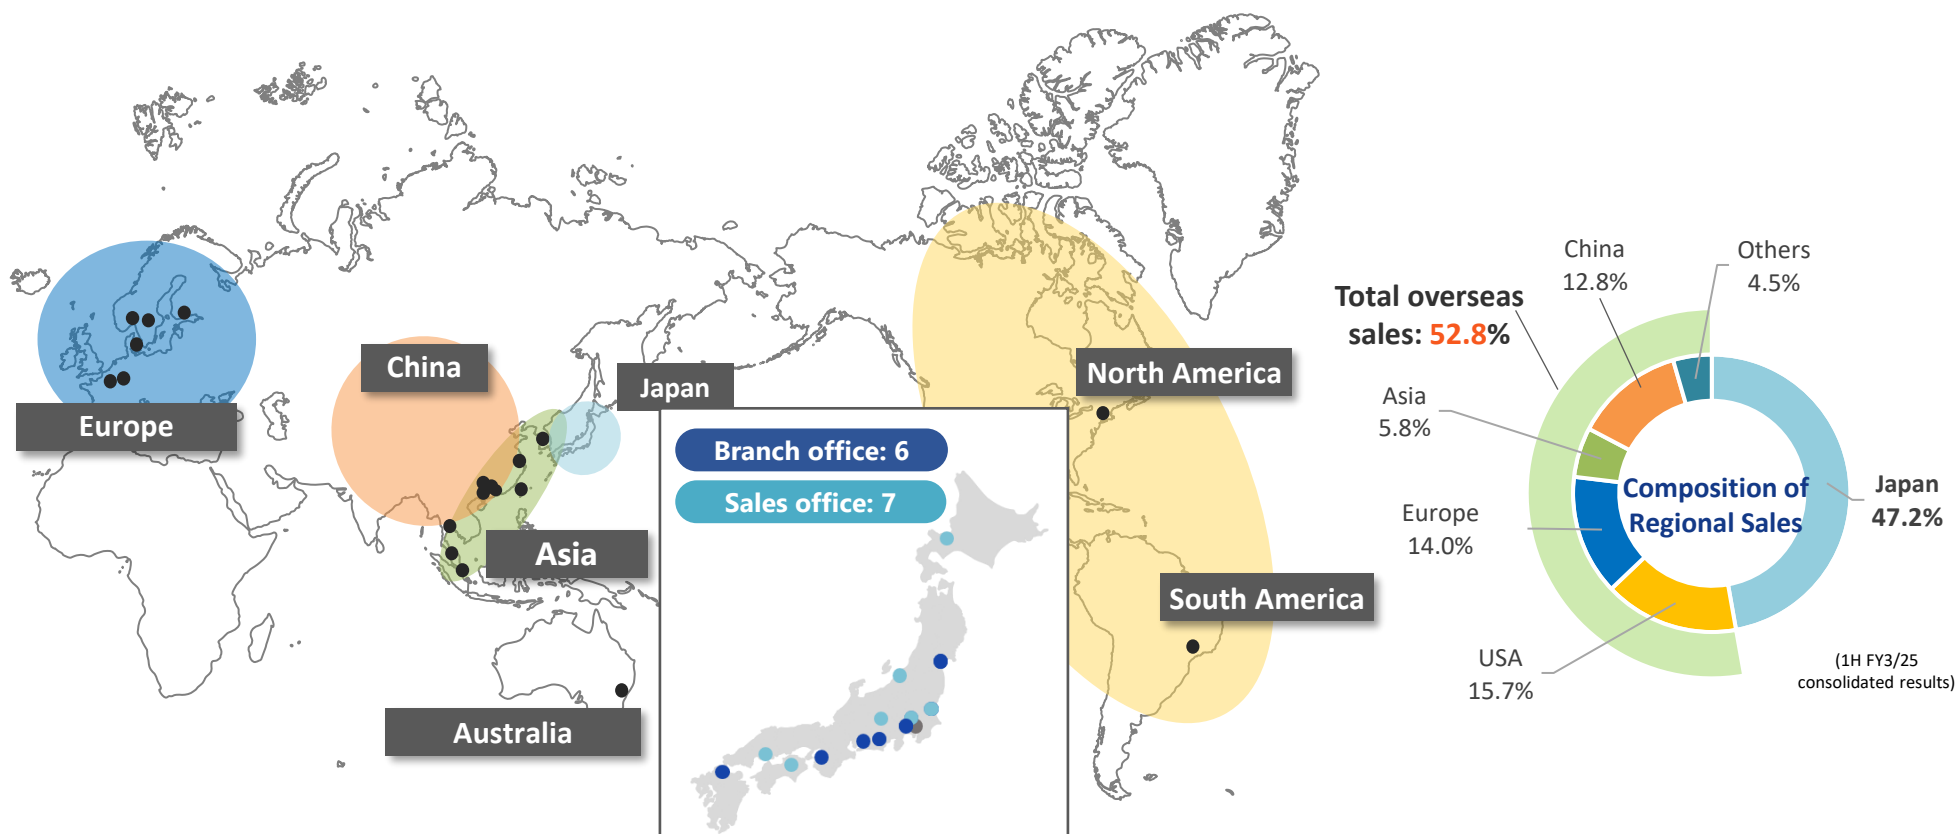 Europe
China
Japan
Asia
Australia
North America
South America
Branch office: 6
Sales office: 7
Total overseas
sales: 52.8%
China
12.8%
Others
4.5%
Asia
5.8%
Europe
14.0%
USA
15.7%
Japan
47.2%
Composition of
Regional Sales
(1H FY3/25
consolidated results)